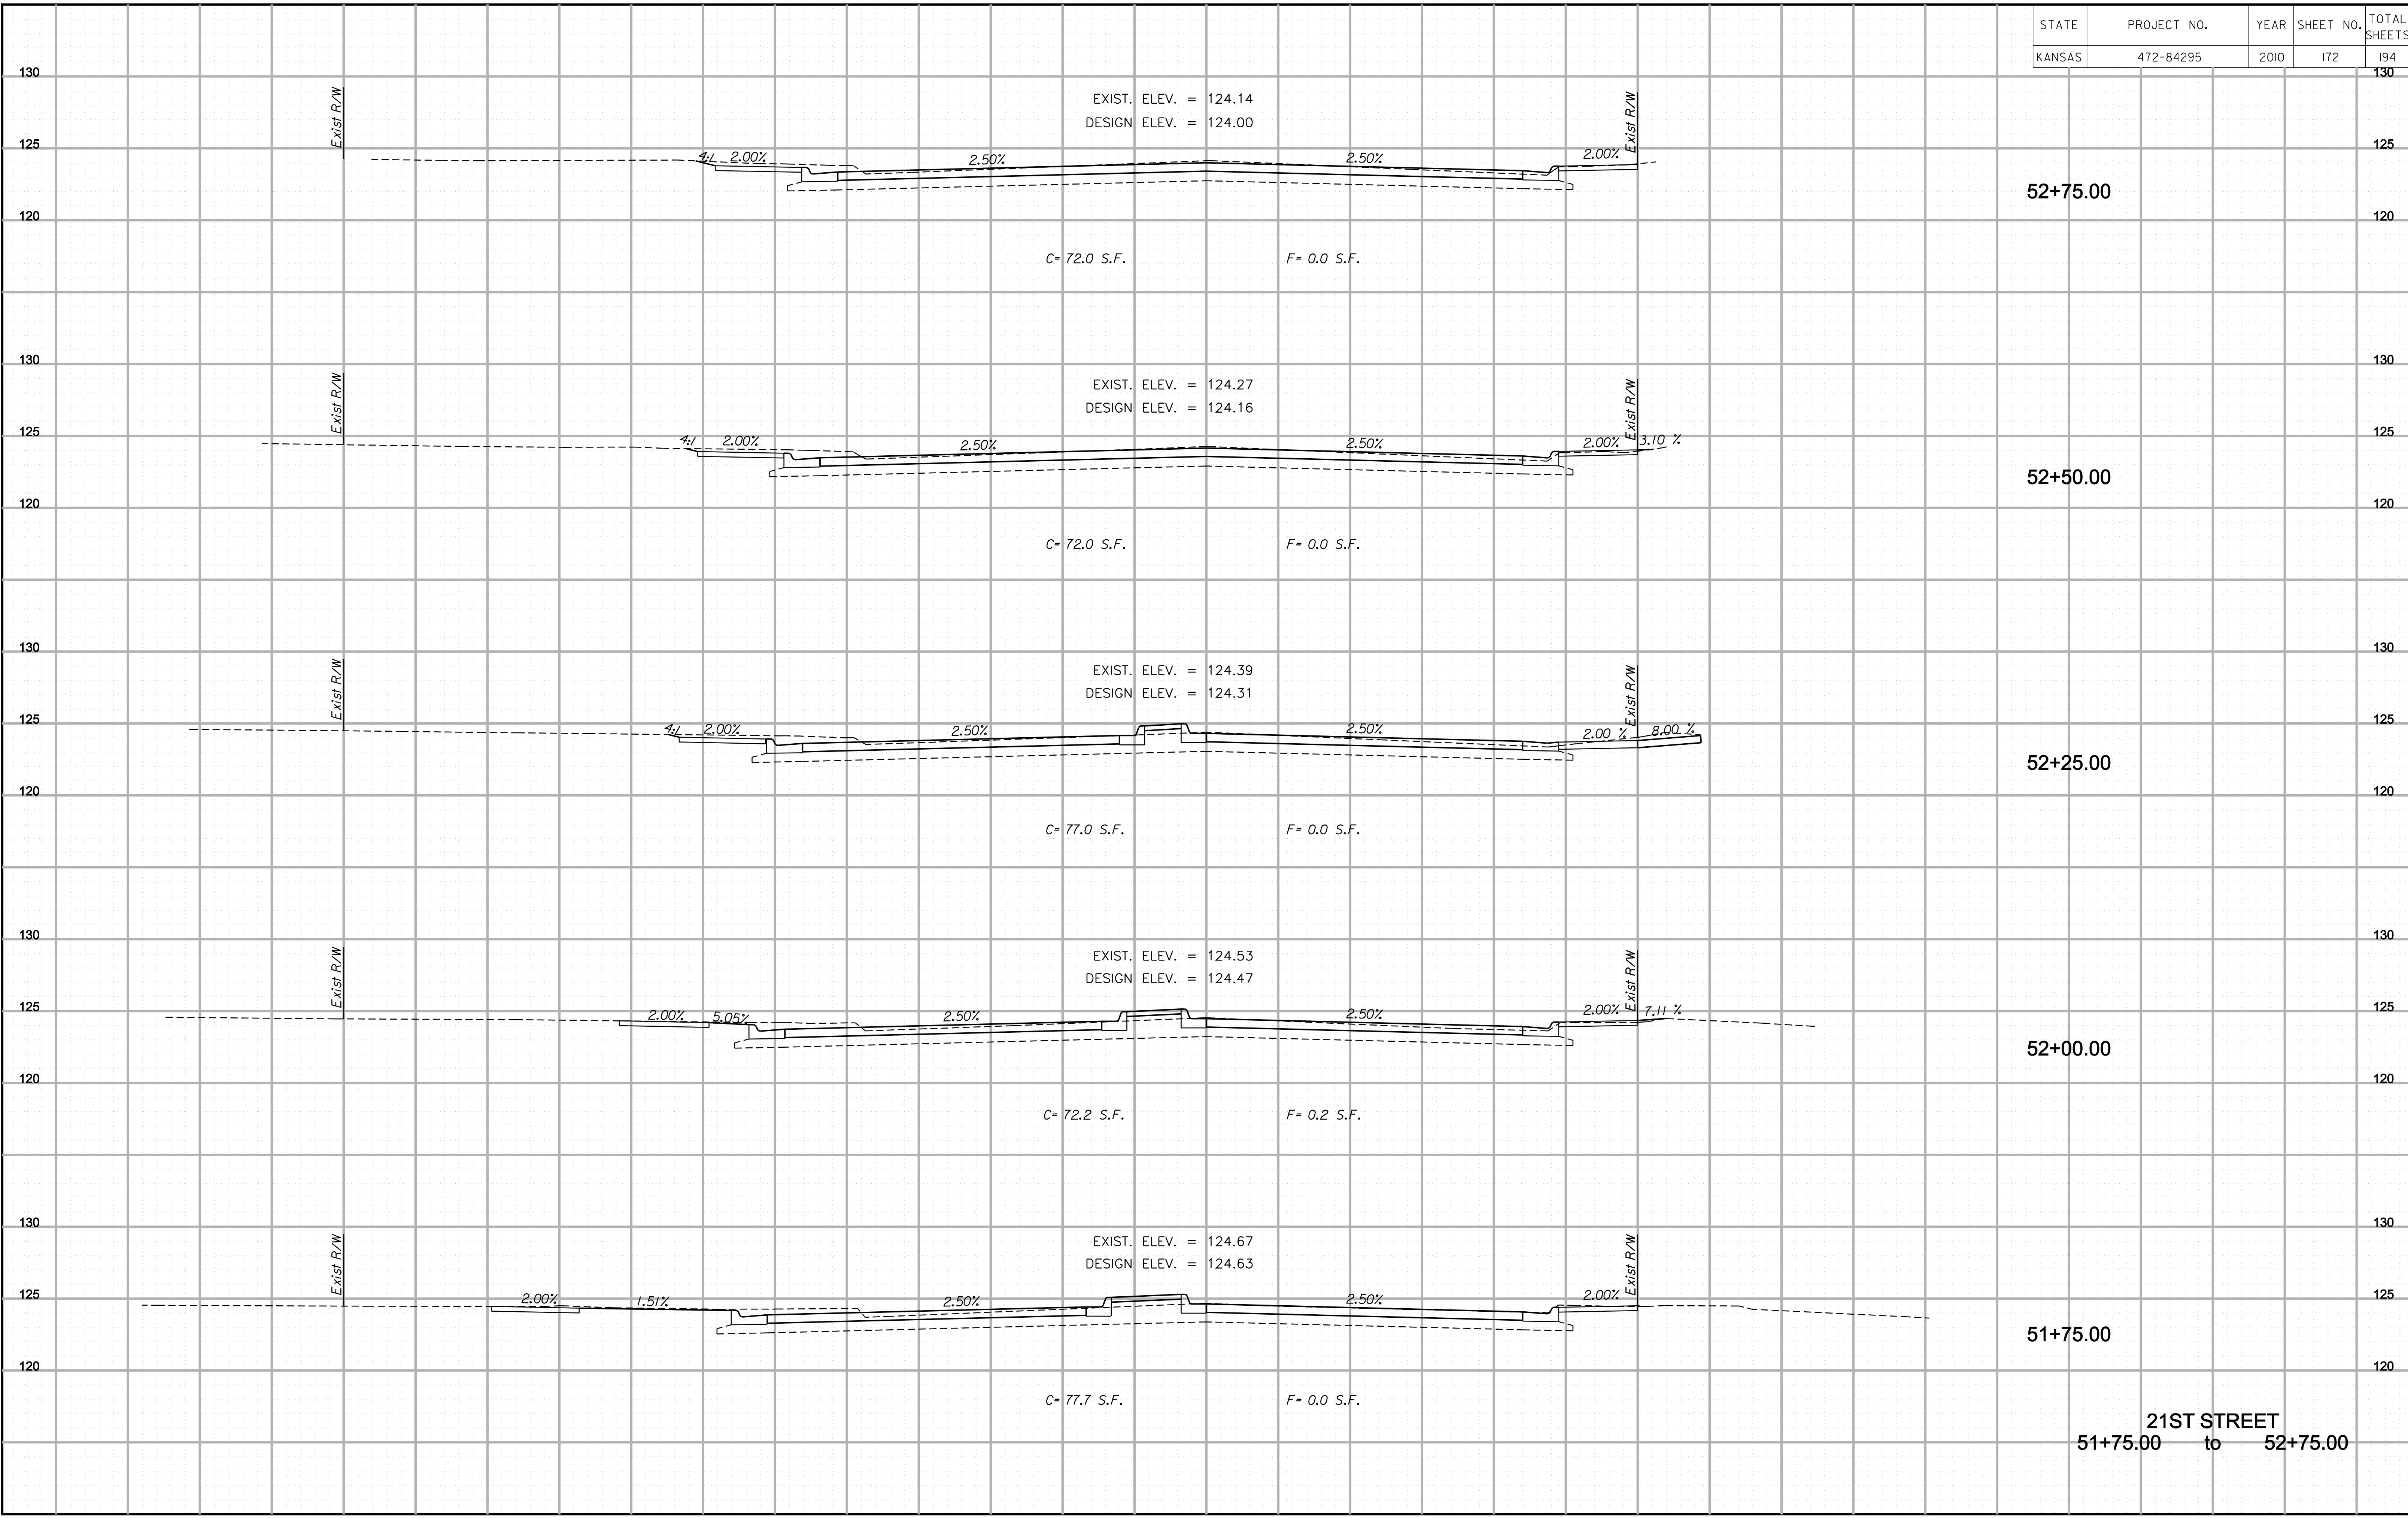 STATE PROJECT NO. YEAR SHEET NO. TOTAL SHEETS
KANSAS 472-84295 2010 172 194
130 130
Exist R/W Exist R/W
EXIST. ELEV. = 124.14
DESIGN ELEV. = 124.00
125 125
4:1 2.00% 2.50% 2.50% 2.00%
52+75.00
120 120
C= 72.0 S.F. F= 0.0 S.F.
130 130
Exist R/W Exist R/W
EXIST. ELEV. = 124.27
DESIGN ELEV. = 124.16
125 125
4:1 2.00% 2.50% 2.50% 2.00% 3.10 %
52+50.00
120 120
C= 72.0 S.F. F= 0.0 S.F.
130 130
Exist R/W Exist R/W
EXIST. ELEV. = 124.39
DESIGN ELEV. = 124.31
125 125
4:1 2.00% 2.50% 2.50% 2.00 % 8.00 %
52+25.00
120 120
C= 77.0 S.F. F= 0.0 S.F.
130 130
Exist R/W Exist R/W
EXIST. ELEV. = 124.53
DESIGN ELEV. = 124.47
125 125
2.00% 5.05% 2.50% 2.50% 2.00% 7.11 %
52+00.00
120 120
C= 72.2 S.F. F= 0.2 S.F.
130 130
Exist R/W Exist R/W
EXIST. ELEV. = 124.67
DESIGN ELEV. = 124.63
125 125
2.00% 1.51% 2.50% 2.50% 2.00%
51+75.00
120 120
C= 77.7 S.F. F= 0.0 S.F.
21ST STREET
51+75.00 to 52+75.00